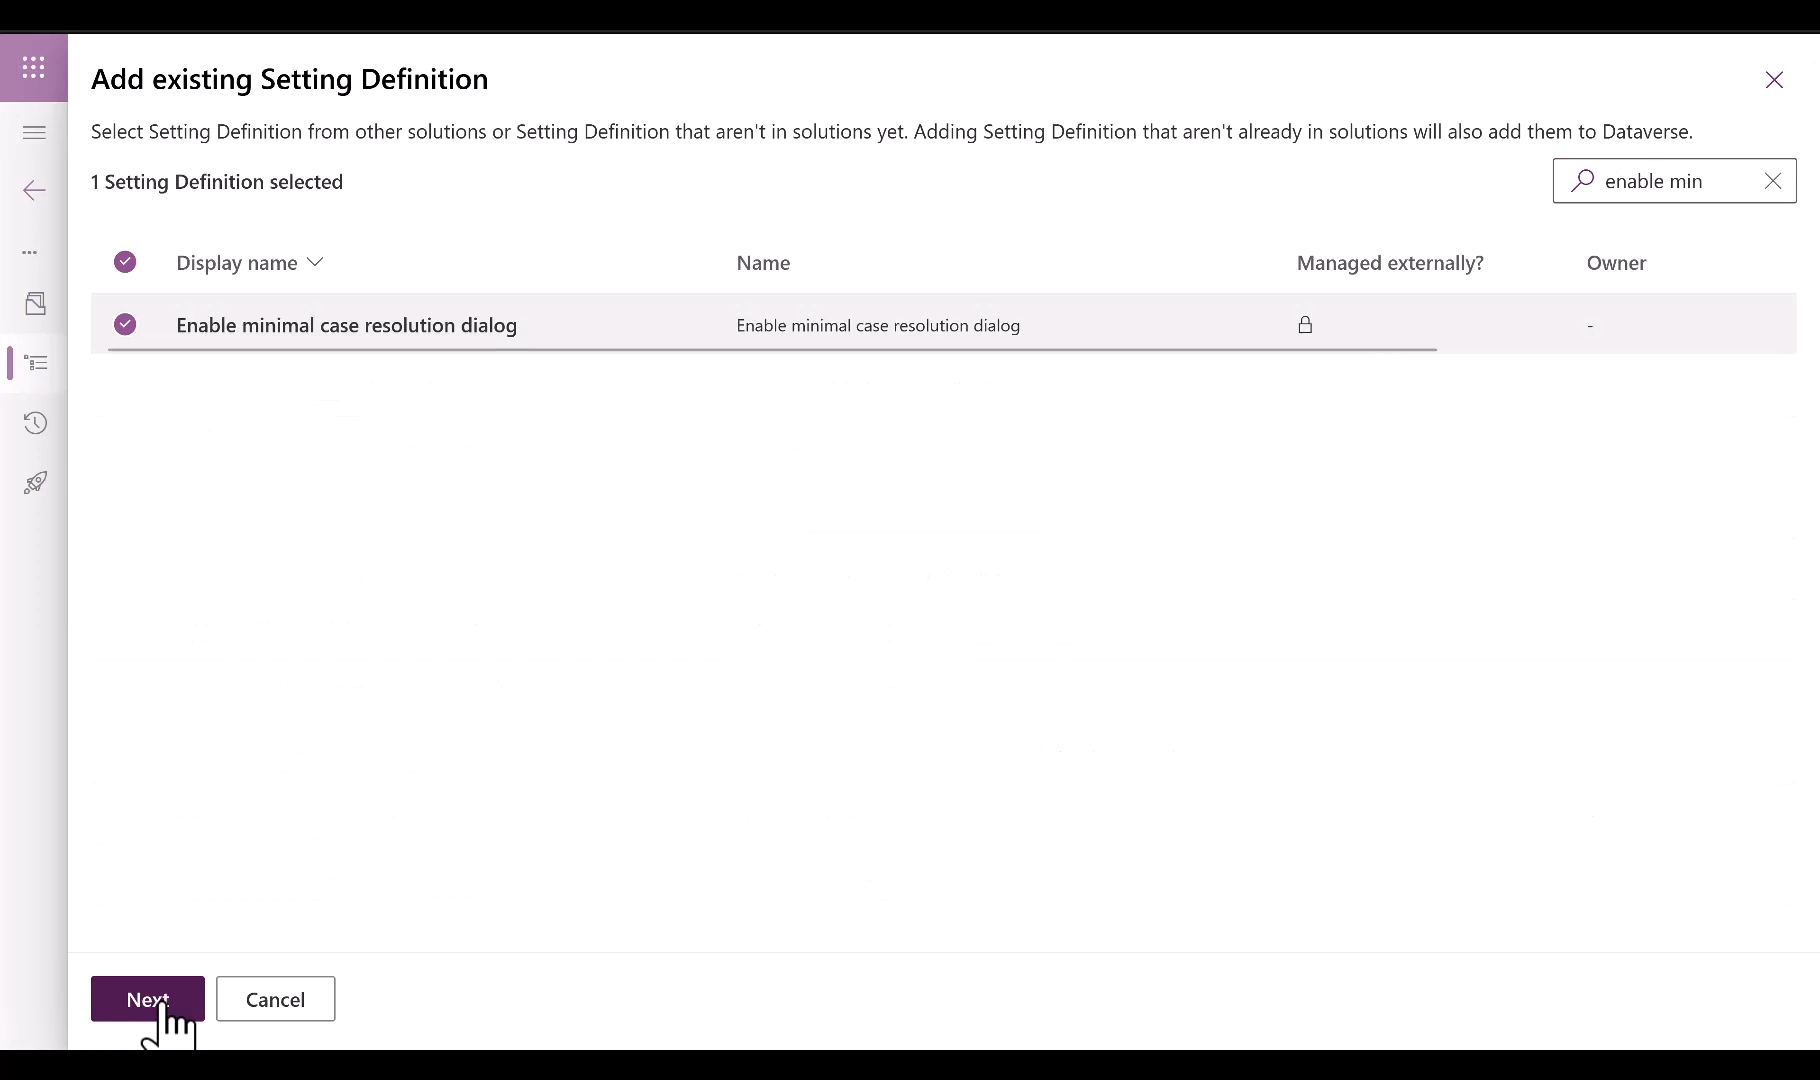 Add existing Setting Definition
Select Setting Definition from other solutions or Setting Definition that aren't in solutions yet. Adding Setting Definition that aren't already in solutions will also add them to Dataverse.
1 Setting Definition selected
enable min
Display name Name Managed externally? Owner
Enable minimal case resolution dialog Enable minimal case resolution dialog -
Next Cancel